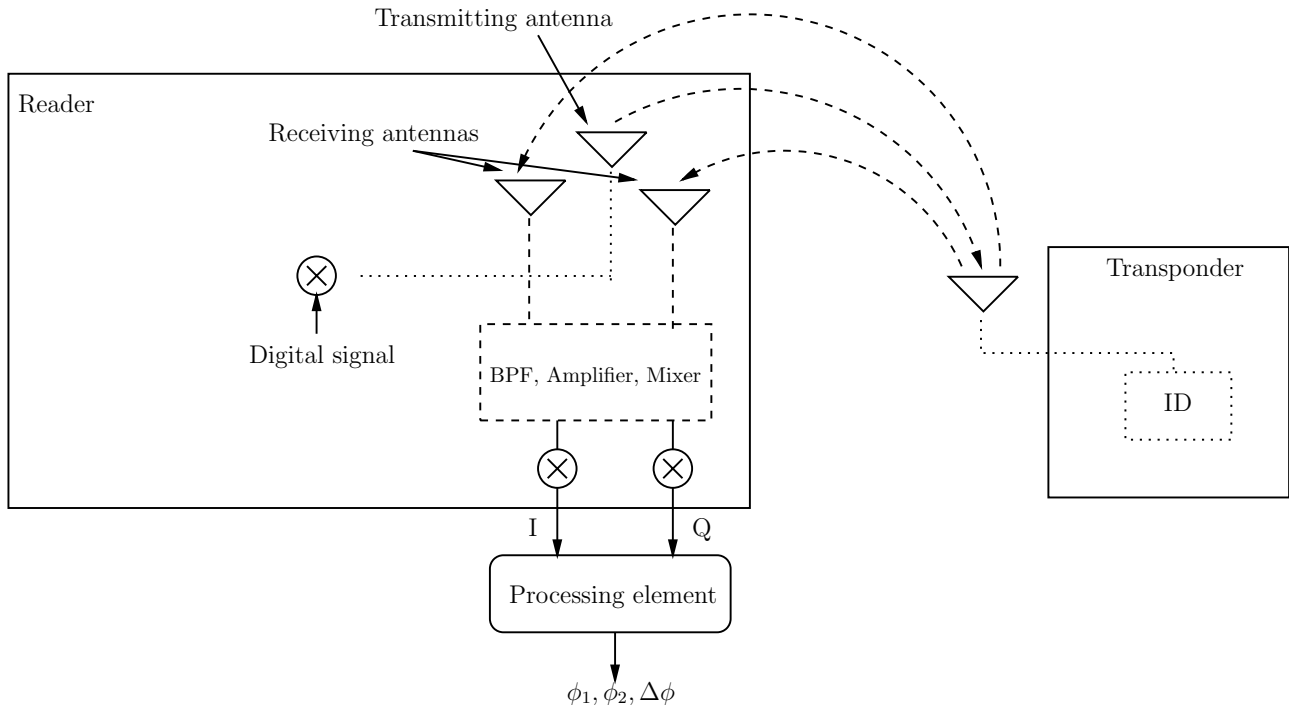 Transmitting antenna
Reader
Receiving antennas
Transponder
Digital signal
BPF, Amplifier, Mixer
ID
I
Q
Processing element
ϕ₁, ϕ₂, Δϕ